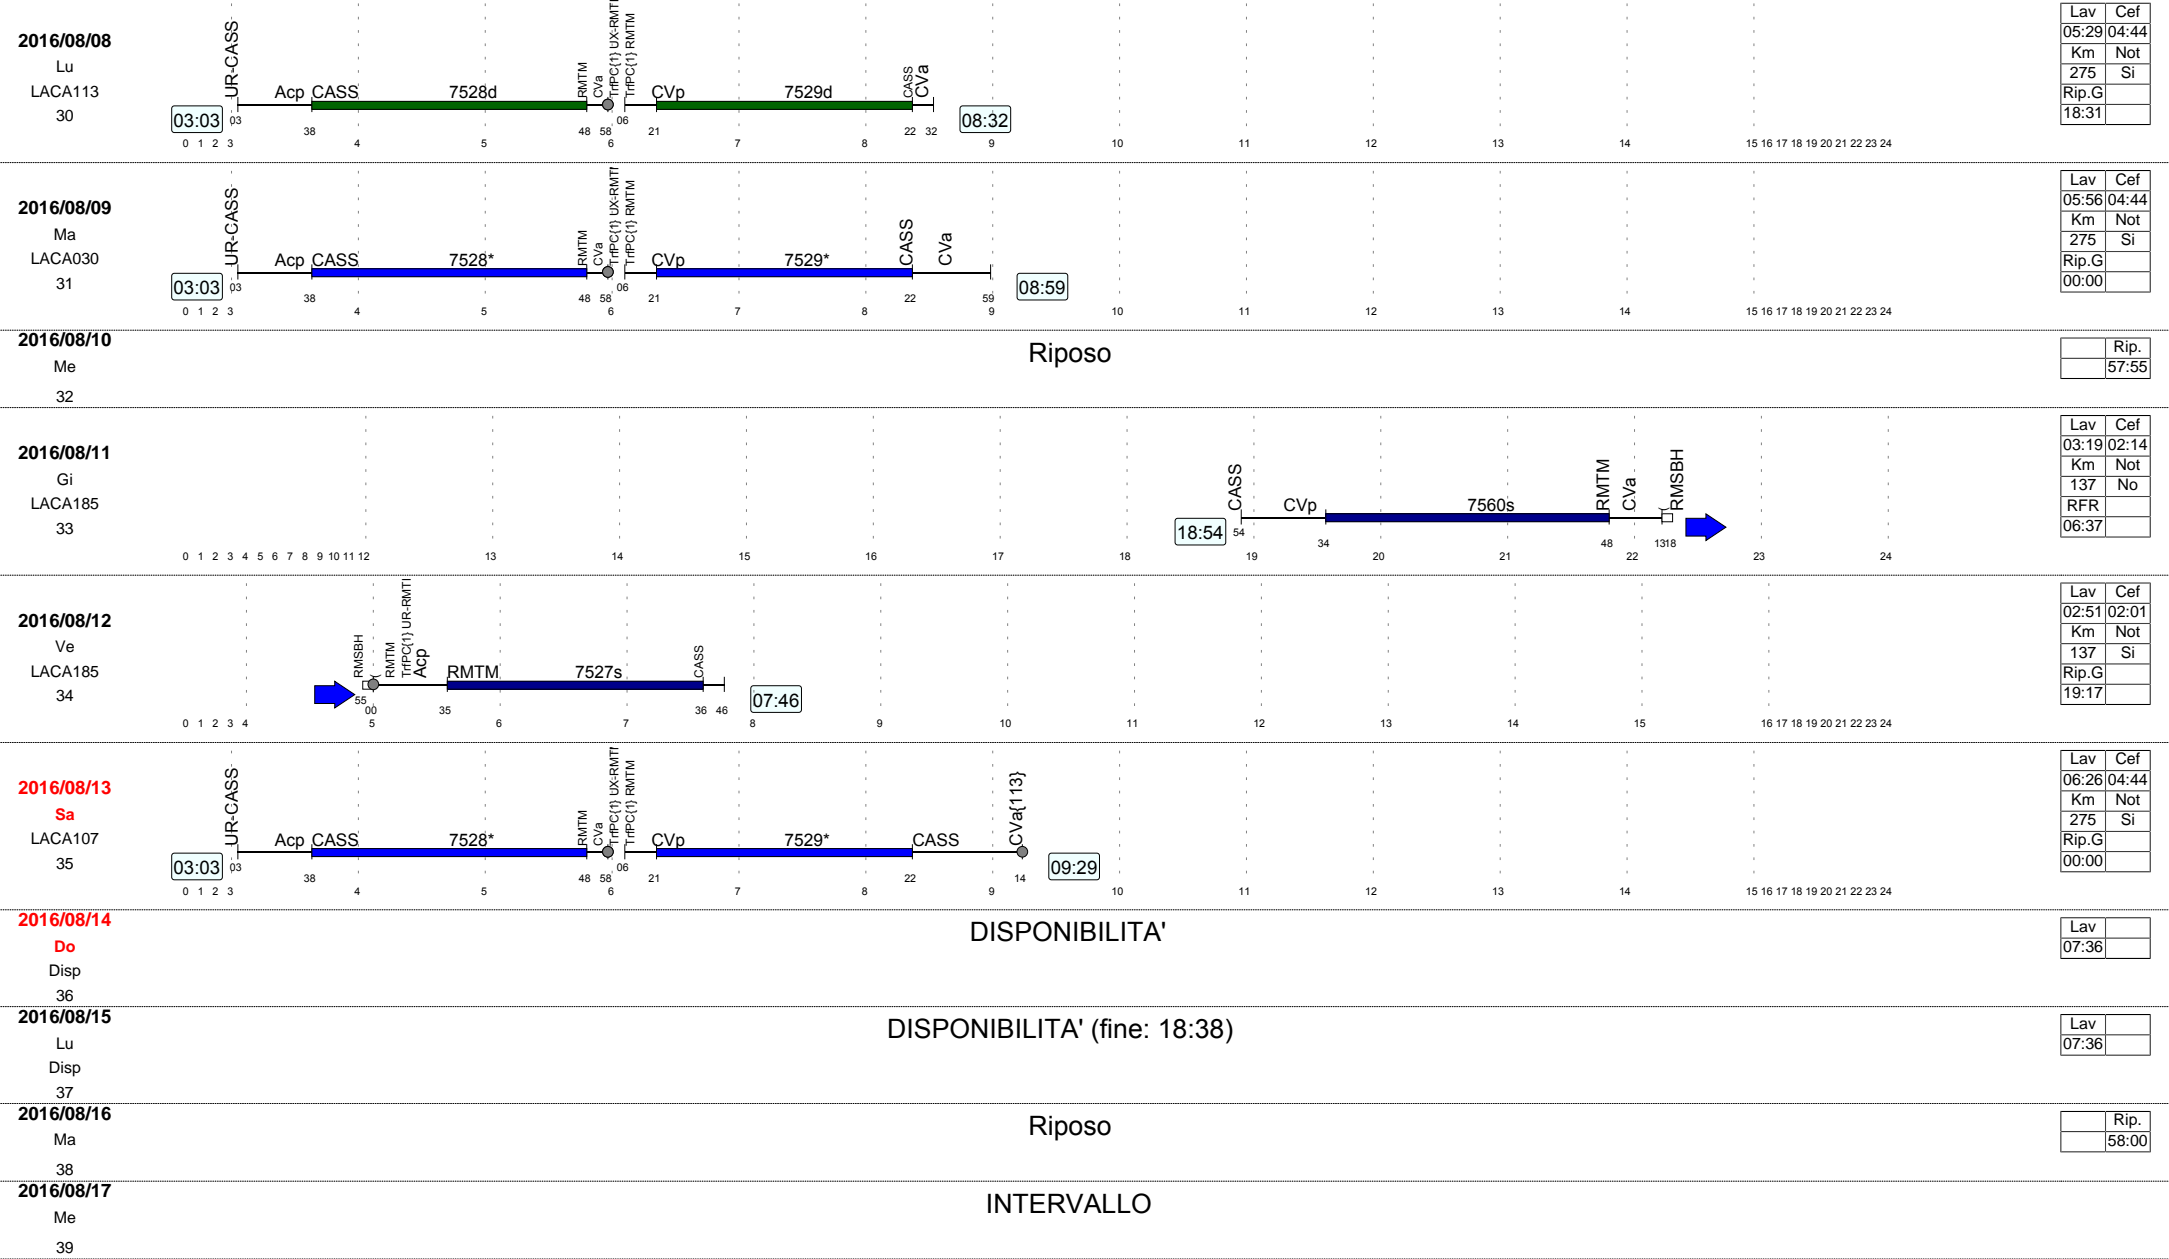 2016/08/08
Lu
LACA113
30
03:03
UR-CASS
03
Acp
CASS
38
7528d
RMTM
CVa
TrfPC{1} UX-RMTI
TrfPC{1} RMTM
48 58 06 21
CVp
7529d
CASS
CVa
22 32
08:32
0 1 2 3 4 5 6 7 8 9 10 11 12 13 14 15 16 17 18 19 20 21 22 23 24
Lav Cef
05:29 04:44
Km Not
275 Si
Rip.G
18:31
2016/08/09
Ma
LACA030
31
03:03
UR-CASS
03
Acp
CASS
38
7528*
RMTM
CVa
TrfPC{1} UX-RMTI
TrfPC{1} RMTM
48 58 06 21
CVp
7529*
CASS
CVa
22 59
08:59
0 1 2 3 4 5 6 7 8 9 10 11 12 13 14 15 16 17 18 19 20 21 22 23 24
Lav Cef
05:56 04:44
Km Not
275 Si
Rip.G
00:00
2016/08/10
Me
32
Riposo
Rip.
57:55
2016/08/11
Gi
LACA185
33
18:54
CASS
54
CVp
34
7560s
RMTM
CVa
RMSBH
48 1318
0 1 2 3 4 5 6 7 8 9 10 11 12 13 14 15 16 17 18 19 20 21 22 23 24
Lav Cef
03:19 02:14
Km Not
137 No
RFR
06:37
2016/08/12
Ve
LACA185
34
RMSBH
RMTM
TrfPC{1} UR-RMTI
Acp
55 00 35
RMTM
7527s
CASS
36 46
07:46
0 1 2 3 4 5 6 7 8 9 10 11 12 13 14 15 16 17 18 19 20 21 22 23 24
Lav Cef
02:51 02:01
Km Not
137 Si
Rip.G
19:17
2016/08/13
Sa
LACA107
35
03:03
UR-CASS
03
Acp
CASS
38
7528*
RMTM
CVa
TrfPC{1} UX-RMTI
TrfPC{1} RMTM
48 58 06 21
CVp
7529*
CASS
CVa{113}
22 14
09:29
0 1 2 3 4 5 6 7 8 9 10 11 12 13 14 15 16 17 18 19 20 21 22 23 24
Lav Cef
06:26 04:44
Km Not
275 Si
Rip.G
00:00
2016/08/14
Do
Disp
36
DISPONIBILITA'
Lav
07:36
2016/08/15
Lu
Disp
37
DISPONIBILITA' (fine: 18:38)
Lav
07:36
2016/08/16
Ma
38
Riposo
Rip.
58:00
2016/08/17
Me
39
INTERVALLO